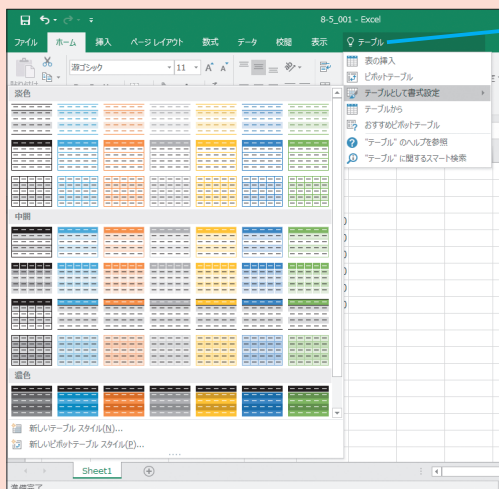 8-5_001 - Excel
ファイル ホーム 挿入 ページ レイアウト 数式 データ 校閲 表示 テーブル
游ゴシック 11 A A
表の挿入
ピボットテーブル
テーブルとして書式設定
テーブルから
おすすめピボットテーブル
"テーブル" のヘルプを参照
"テーブル" に関するスマート検索
淡色
中間
濃色
新しいテーブル スタイル(N)...
新しいピボットテーブル スタイル(P)...
Sheet1
準備完了